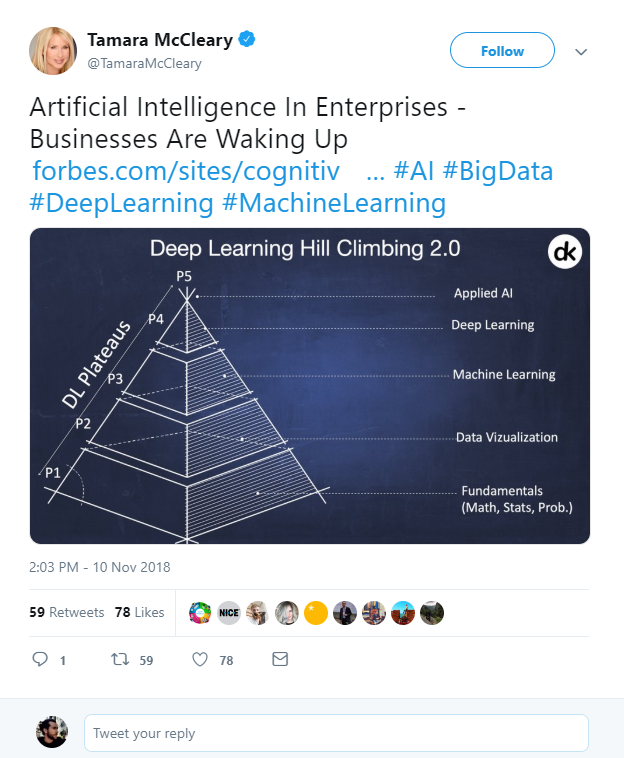 Tamara McCleary
@TamaraMcCleary
Follow
Artificial Intelligence In Enterprises -
Businesses Are Waking Up
forbes.com/sites/cognitiv ... #AI #BigData
#DeepLearning #MachineLearning
Deep Learning Hill Climbing 2.0
dk
P5
Applied AI
P4
Deep Learning
DL Plateaus
P3
Machine Learning
P2
Data Vizualization
P1
Fundamentals
(Math, Stats, Prob.)
2:03 PM - 10 Nov 2018
59 Retweets 78 Likes
NICE
1 59 78
Tweet your reply